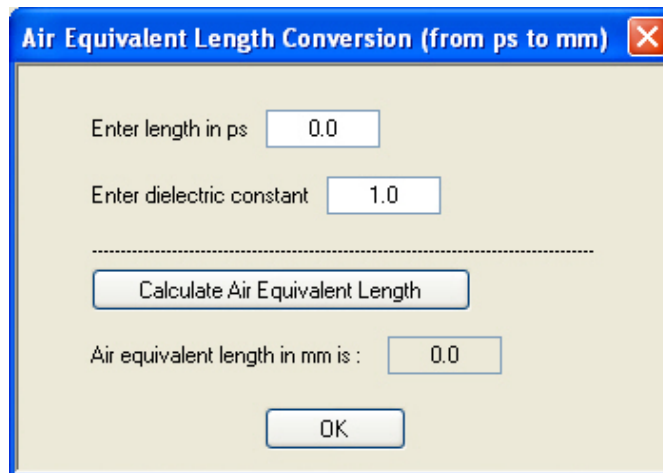 Air Equivalent Length Conversion (from ps to mm)
Enter length in ps 0.0
Enter dielectric constant 1.0
Calculate Air Equivalent Length
Air equivalent length in mm is : 0.0
OK